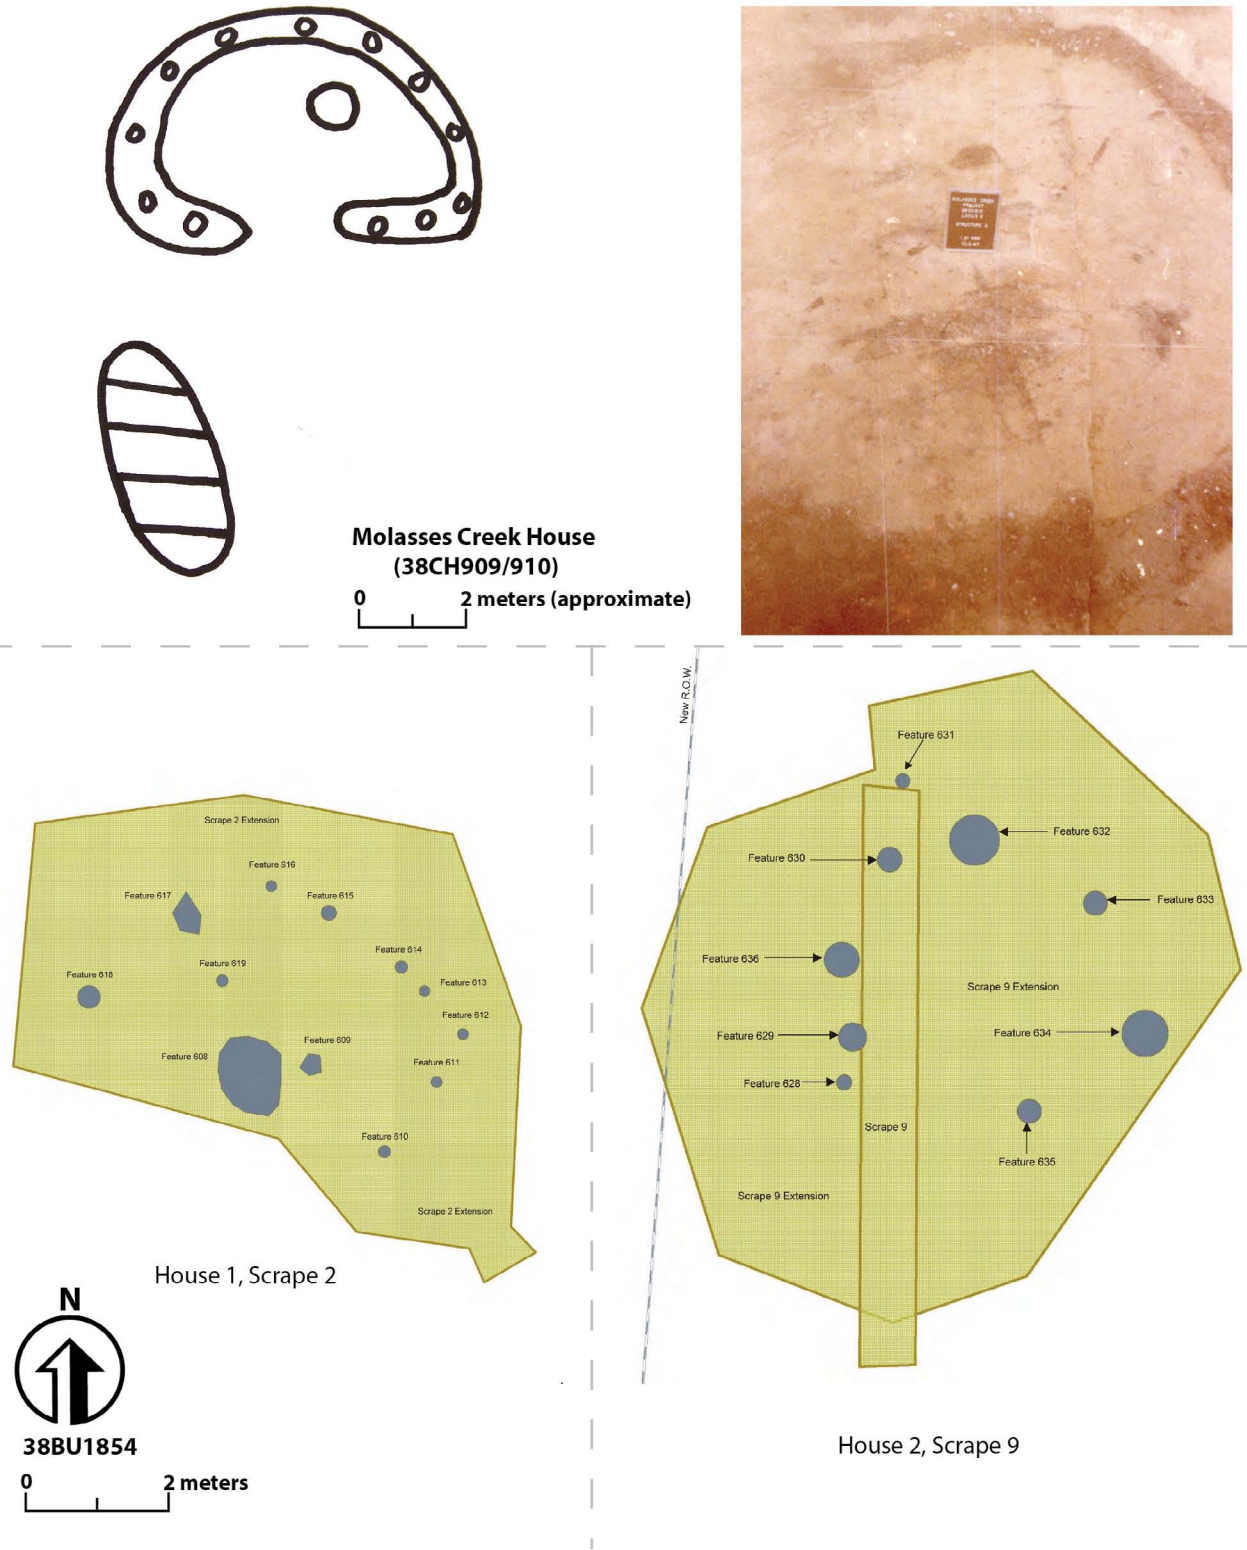 MOLASSES CREEK
PROJECT
STRUCTURE A
Molasses Creek House
(38CH909/910)
0 2 meters (approximate)
New R.O.W.
Feature 631
Feature 632
Feature 630
Feature 633
Feature 636
Scrape 9 Extension
Feature 629
Feature 634
Feature 628
Scrape 9
Feature 635
Scrape 9 Extension
House 2, Scrape 9
Scrape 2 Extension
Feature 616
Feature 617
Feature 615
Feature 614
Feature 619
Feature 618
Feature 613
Feature 612
Feature 609
Feature 608
Feature 611
Feature 610
Scrape 2 Extension
House 1, Scrape 2
N
38BU1854
0 2 meters